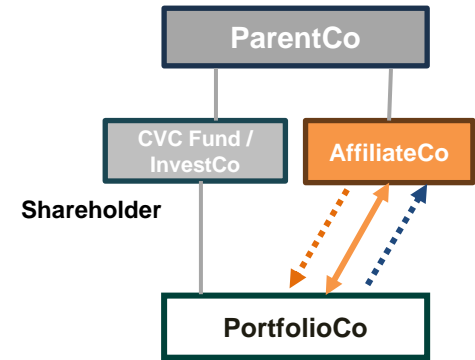 ParentCo
CVC Fund /
InvestCo
AffiliateCo
Shareholder
PortfolioCo